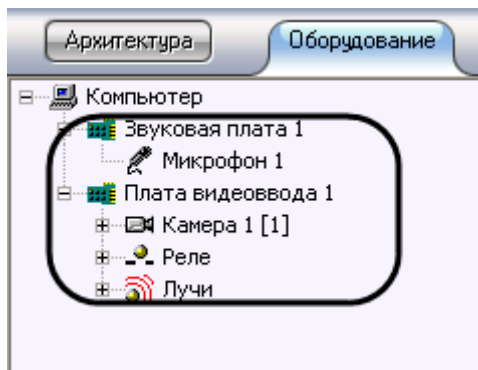 Архитектура Оборудование
Компьютер
Звуковая плата 1
Микрофон 1
Плата видеоввода 1
Камера 1 [1]
Реле
Лучи